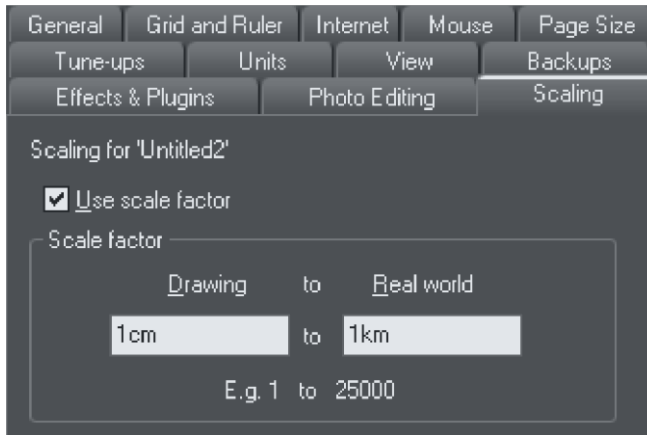 General Grid and Ruler Internet Mouse Page Size
Tune-ups Units View Backups
Effects & Plugins Photo Editing Scaling
Scaling for 'Untitled2'
Use scale factor
Scale factor
Drawing to Real world
1cm to 1km
E.g. 1 to 25000